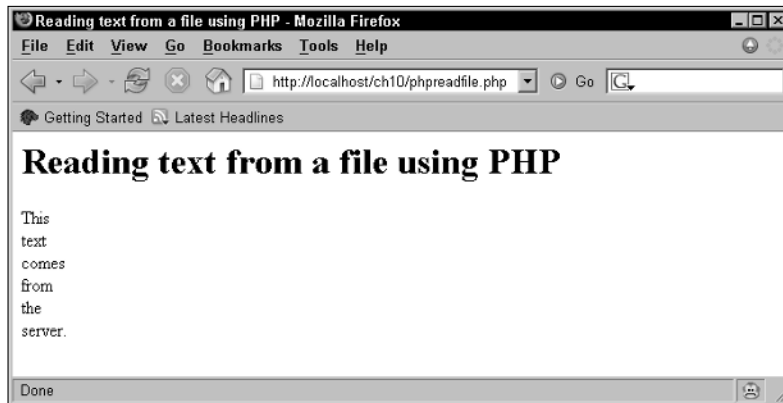 Reading text from a file using PHP - Mozilla Firefox
File Edit View Go Bookmarks Tools Help
http://localhost/ch10/phpreadfile.php Go G
Getting Started Latest Headlines
Reading text from a file using PHP
This
text
comes
from
the
server.
Done